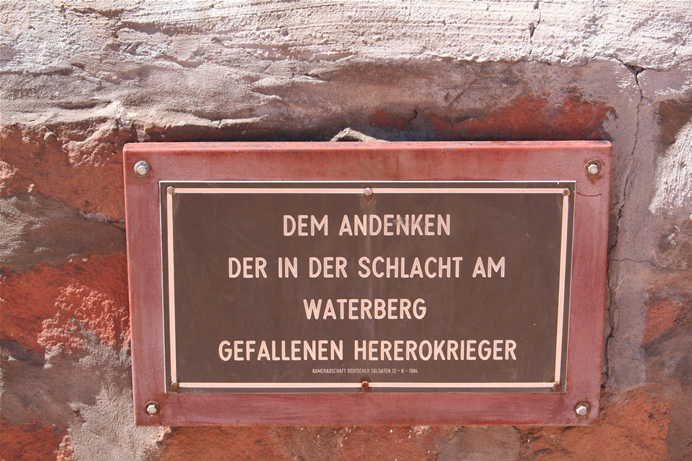 DEM ANDENKEN
DER IN DER SCHLACHT AM
WATERBERG
GEFALLENEN HEREROKRIEGER
KAMERADSCHAFT DEUTSCHER SOLDATEN 12-8-1984